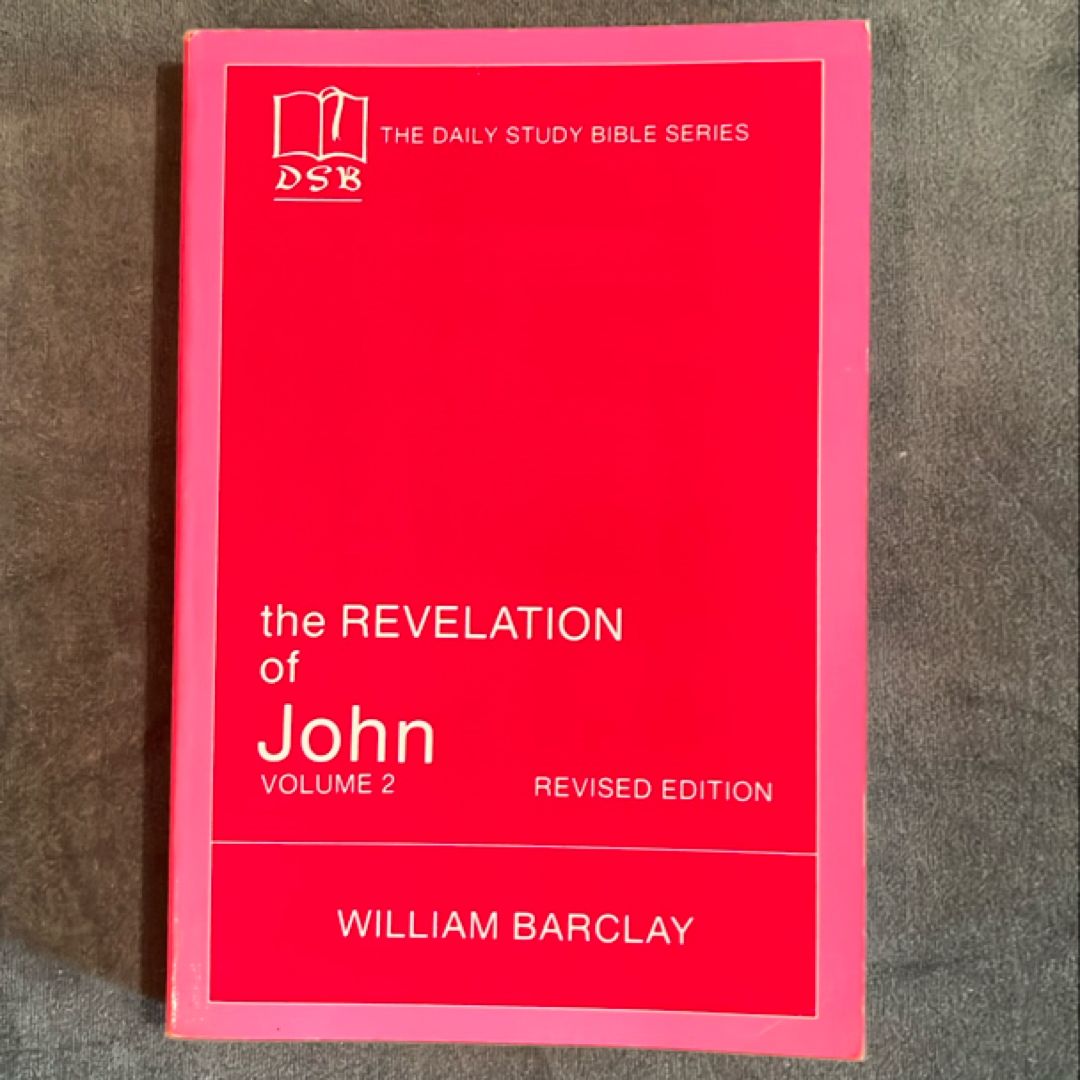 THE DAILY STUDY BIBLE SERIES
DSB
the REVELATION
of
John
VOLUME 2
REVISED EDITION
WILLIAM BARCLAY